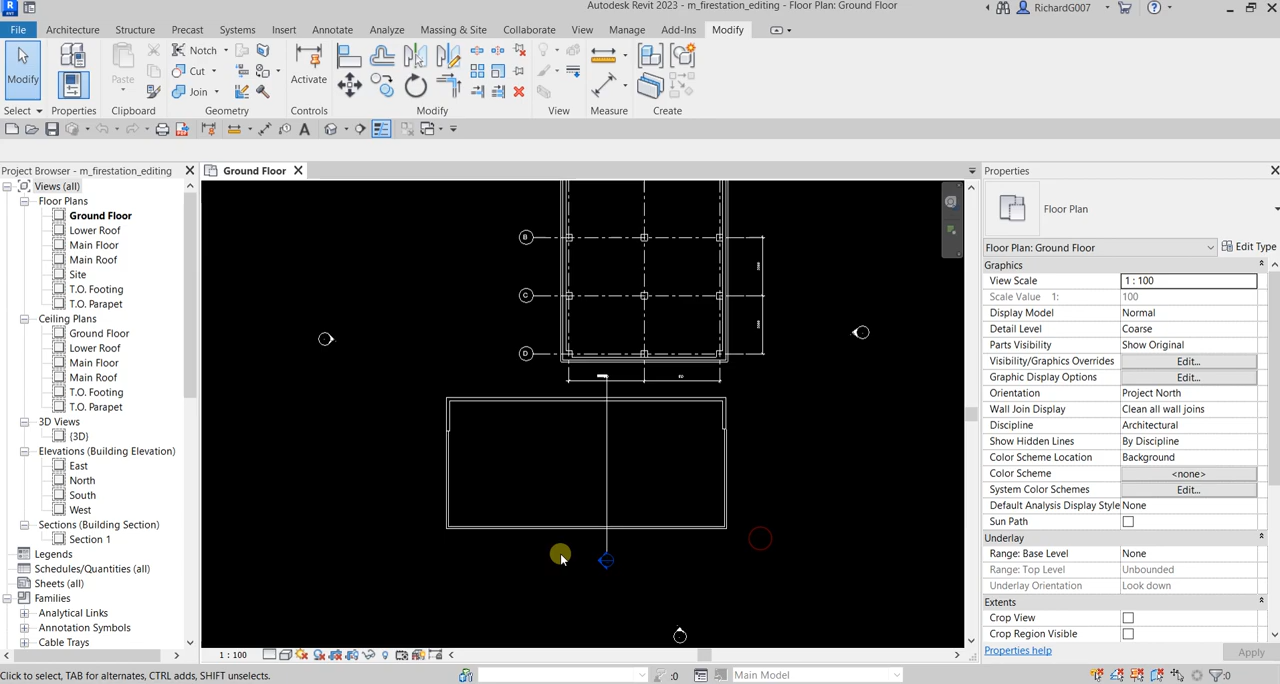 Autodesk Revit 2023 - m_firestation_editing - Floor Plan: Ground Floor
RichardG007
File Architecture Structure Precast Systems Insert Annotate Analyze Massing & Site Collaborate View Manage Add-Ins Modify
Modify
Paste
Notch
Cut
Join
Activate
Select Properties Clipboard Geometry Controls Modify View Measure Create
Project Browser - m_firestation_editing
Ground Floor
Properties
Views (all)
Floor Plans
Ground Floor
Lower Roof
Main Floor
Main Roof
Site
T.O. Footing
T.O. Parapet
Ceiling Plans
Ground Floor
Lower Roof
Main Floor
Main Roof
T.O. Footing
T.O. Parapet
3D Views
{3D}
Elevations (Building Elevation)
East
North
South
West
Sections (Building Section)
Section 1
Legends
Schedules/Quantities (all)
Sheets (all)
Families
Analytical Links
Annotation Symbols
Cable Trays
B
C
D
Floor Plan
Floor Plan: Ground Floor Edit Type
Graphics
View Scale 1 : 100
Scale Value 1: 100
Display Model Normal
Detail Level Coarse
Parts Visibility Show Original
Visibility/Graphics Overrides Edit...
Graphic Display Options Edit...
Orientation Project North
Wall Join Display Clean all wall joins
Discipline Architectural
Show Hidden Lines By Discipline
Color Scheme Location Background
Color Scheme <none>
System Color Schemes Edit...
Default Analysis Display Style None
Sun Path
Underlay
Range: Base Level None
Range: Top Level Unbounded
Underlay Orientation Look down
Extents
Crop View
Crop Region Visible
Properties help Apply
1 : 100
Click to select, TAB for alternates, CTRL adds, SHIFT unselects.
:0
Main Model
:0